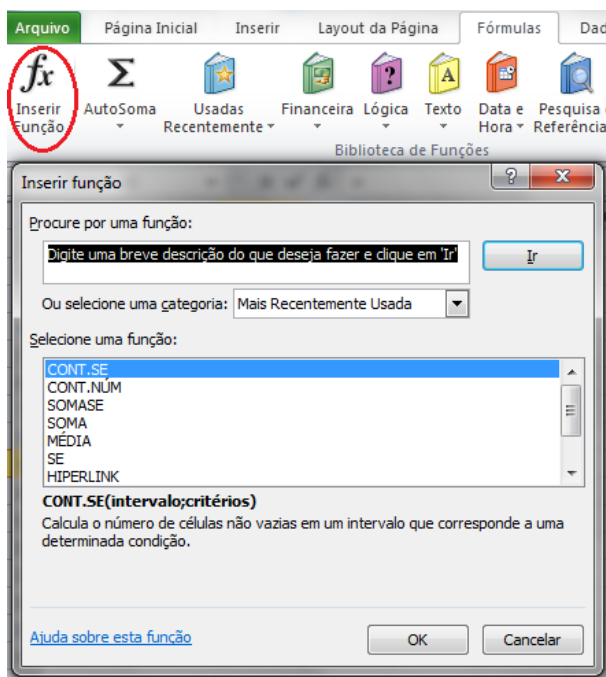 Arquivo Página Inicial Inserir Layout da Página Fórmulas Dad
fx Σ
Inserir Função AutoSoma Usadas Recentemente Financeira Lógica Texto Data e Hora Pesquisa Referência
Biblioteca de Funções
Inserir função
Procure por uma função:
Digite uma breve descrição do que deseja fazer e clique em 'Ir'
Ir
Ou selecione uma categoria: Mais Recentemente Usada
Selecione uma função:
CONT.SE
CONT.NÚM
SOMASE
SOMA
MÉDIA
SE
HIPERLINK
CONT.SE(intervalo;critérios)
Calcula o número de células não vazias em um intervalo que corresponde a uma
determinada condição.
Ajuda sobre esta função
OK Cancelar